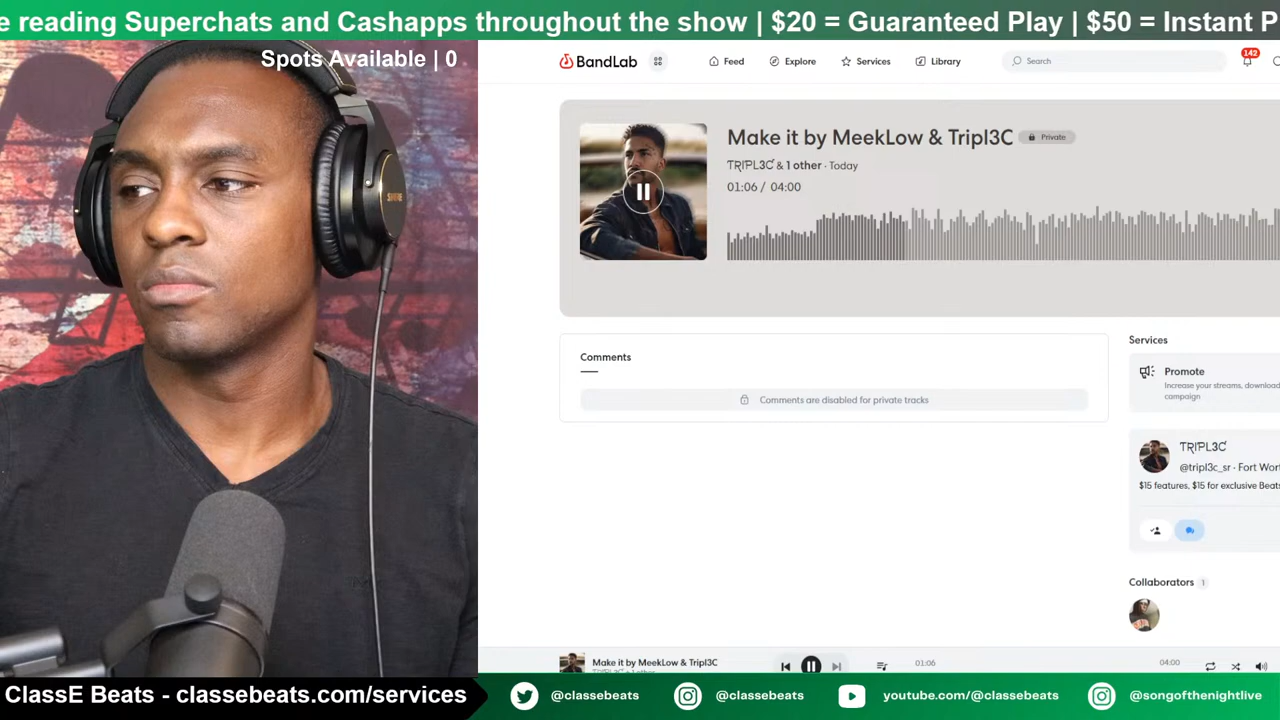 e reading Superchats and Cashapps throughout the show | $20 = Guaranteed Play | $50 = Instant P
Spots Available | 0
BandLab
Feed
Explore
Services
Library
Search
142
Make it by MeekLow & Tripl3C
Private
TRIPL3C & 1 other · Today
01:06 / 04:00
Comments
Comments are disabled for private tracks
Services
Promote
Increase your streams, download
campaign
TRIPL3C
@tripl3c_sr · Fort Wort
$15 features, $15 for exclusive Beats
Collaborators 1
Make it by MeekLow & Tripl3C
01:06
04:00
SHURE
ClassE Beats - classebeats.com/services
@classebeats
@classebeats
youtube.com/@classebeats
@songofthenightlive